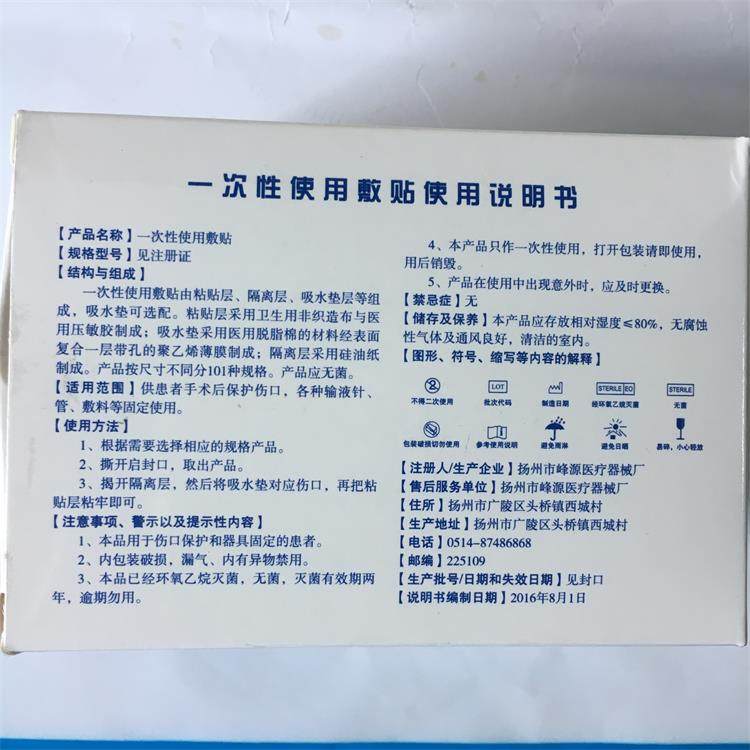 一次性使用敷贴使用说明书
【产品名称】一次性使用敷贴
【规格型号】见注册证
【结构与组成】
一次性使用敷贴由粘贴层、隔离层、吸水垫层等组
成，吸水垫可选配。粘贴层采用卫生用非织造布与医
用压敏胶制成；吸水垫采用医用脱脂棉的材料经表面
复合一层带孔的聚乙烯薄膜制成；隔离层采用硅油纸
制成。产品按尺寸不同分101种规格。产品应无菌。
【适用范围】供患者手术后保护伤口，各种输液针、
管、敷料等固定使用。
【使用方法】
1、根据需要选择相应的规格产品。
2、撕开启封口，取出产品。
3、揭开隔离层，然后将吸水垫对应伤口，再把粘
贴层粘牢即可。
【注意事项、警示以及提示性内容】
1、本品用于伤口保护和器具固定的患者。
2、内包装破损，漏气、内有异物禁用。
3、本品已经环氧乙烷灭菌，无菌，灭菌有效期两
年，逾期勿用。
4、本产品只作一次性使用，打开包装请即使用，
用后销毁。
5、产品在使用中出现意外时，应及时更换。
【禁忌症】无
【储存及保养】本产品应存放相对湿度≤80%，无腐蚀
性气体及通风良好，清洁的室内。
【图形、符号、缩写等内容的解释】
LOT STERILE EO STERILE
不得二次使用 批次代码 制造日期 经环氧乙烷灭菌 无菌
包装破损切勿使用 参考使用说明 避免雨淋 避免日晒 易碎，小心轻放
【注册人/生产企业】扬州市峰源医疗器械厂
【售后服务单位】扬州市峰源医疗器械厂
【住所】扬州市广陵区头桥镇西城村
【生产地址】扬州市广陵区头桥镇西城村
【电话】0514-87486868
【邮编】225109
【生产批号/日期和失效日期】见封口
【说明书编制日期】2016年8月1日